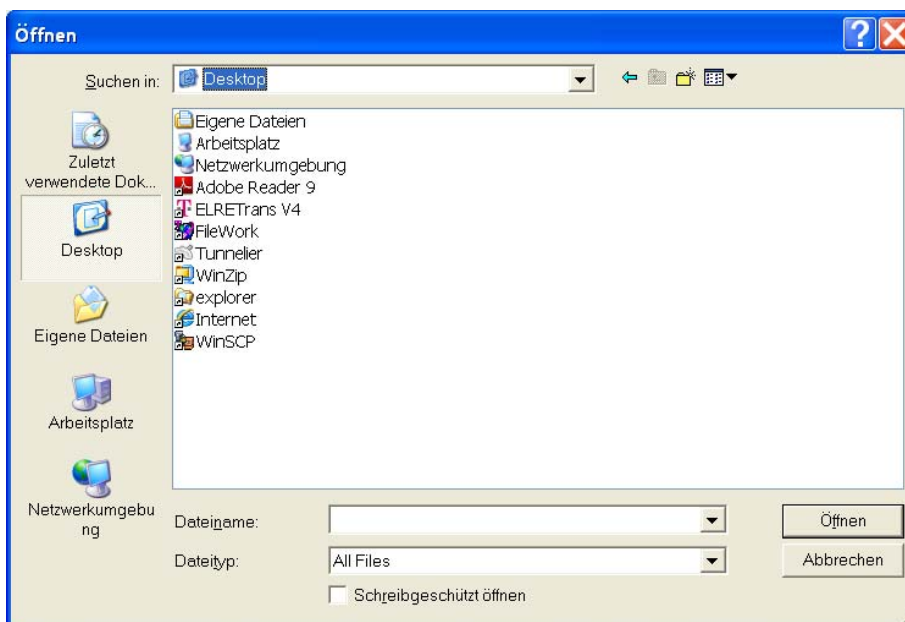 Öffnen
Suchen in:
Desktop
Zuletzt
verwendete Dok...
Desktop
Eigene Dateien
Arbeitsplatz
Netzwerkumgebu
ng
Eigene Dateien
Arbeitsplatz
Netzwerkumgebung
Adobe Reader 9
ELRETrans V4
FileWork
Tunnelier
WinZip
explorer
Internet
WinSCP
Dateiname:
Öffnen
Dateityp:
All Files
Abbrechen
Schreibgeschützt öffnen